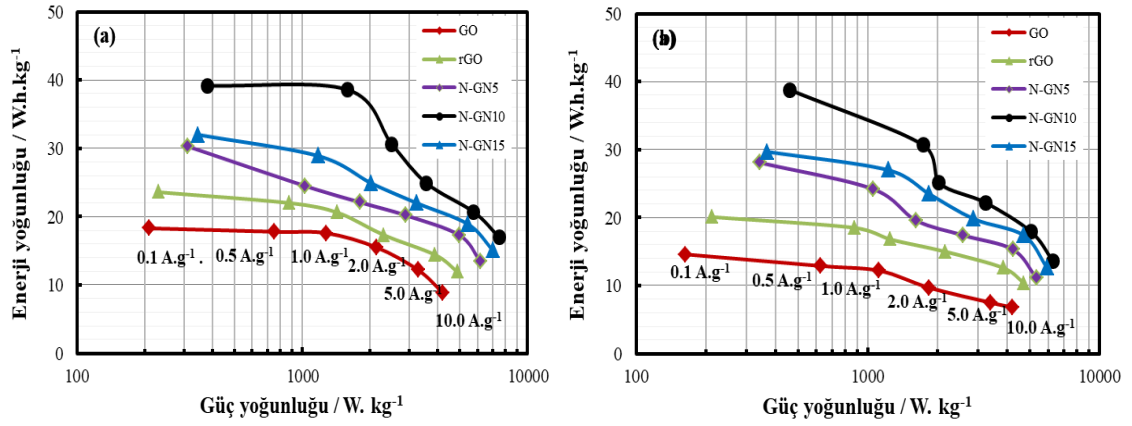 Enerji yoğunluğu / W.h.kg-1
50
40
30
20
10
0
(a)
GO
rGO
N-GN5
N-GN10
N-GN15
0.1 A.g-1 .
0.5 A.g-1
1.0 A.g-1
2.0 A.g-1
5.0 A.g-1
10.0 A.g-1
100
1000
10000
Güç yoğunluğu / W. kg-1
Enerji yoğunluğu / W.h.kg-1
50
40
30
20
10
0
(b)
GO
rGO
N-GN5
N-GN10
N-GN15
0.1 A.g-1
0.5 A.g-1
1.0 A.g-1
2.0 A.g-1
5.0 A.g-1
10.0 A.g-1
100
1000
10000
Güç yoğunluğu / W. kg-1